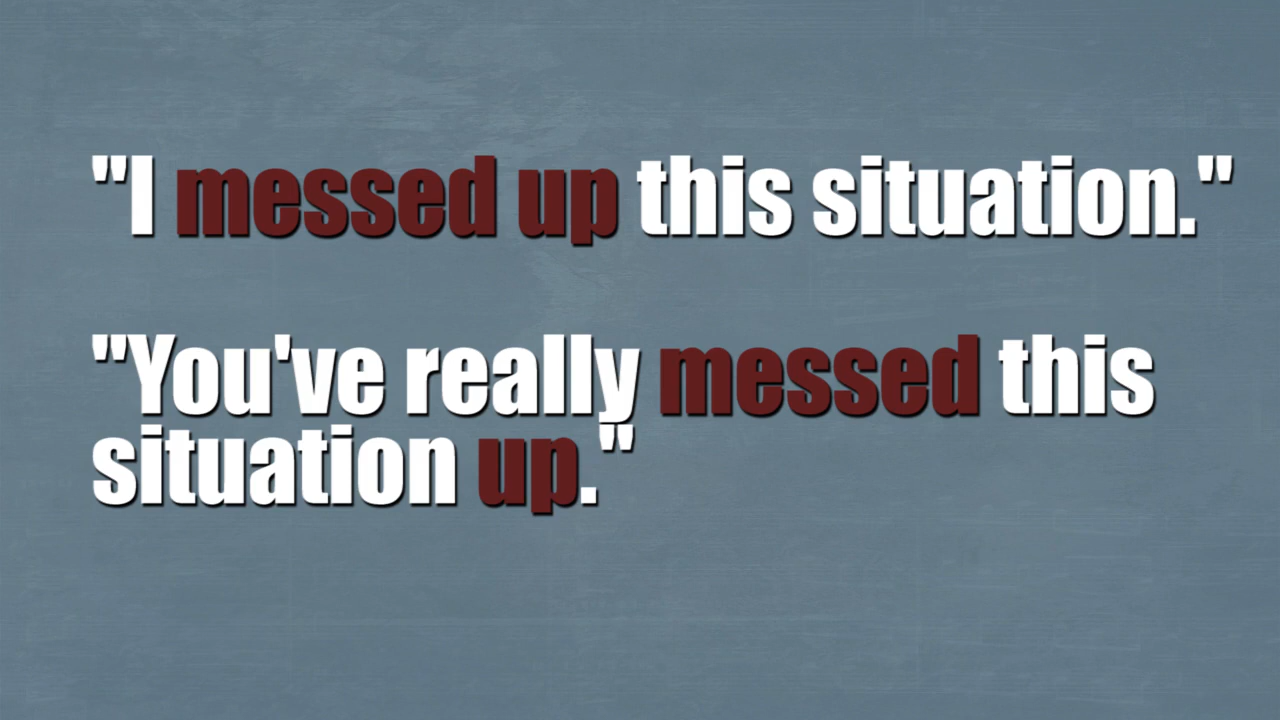 "I messed up this situation."
"You've really messed this
situation up."